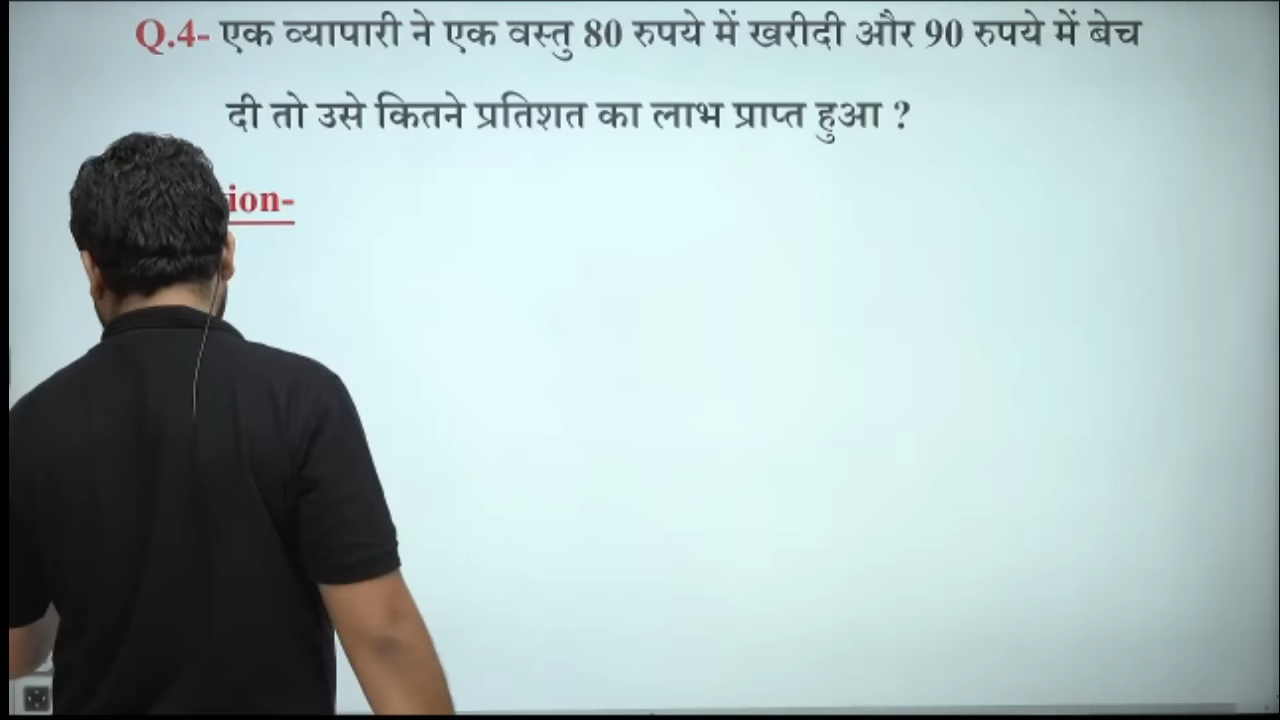 Q.4- एक व्यापारी ने एक वस्तु 80 रुपये में खरीदी और 90 रुपये में बेच
दी तो उसे कितने प्रतिशत का लाभ प्राप्त हुआ ?
ion-